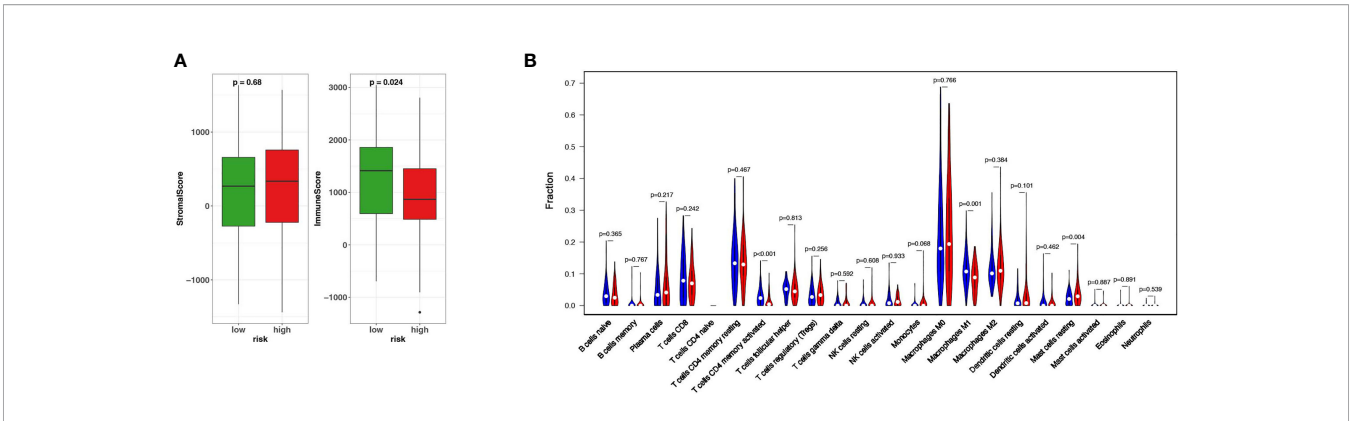 A
p = 0.68
StromalScore
1000
0
−1000
low
high
risk
p = 0.024
ImmuneScore
3000
2000
1000
0
−1000
low
high
risk
B
Fraction
0.7
0.6
0.5
0.4
0.3
0.2
0.1
0.0
p=0.365
p=0.767
p=0.217
p=0.242
p=0.467
p<0.001
p=0.813
p=0.256
p=0.592
p=0.608
p=0.933
p=0.068
p=0.766
p=0.001
p=0.384
p=0.101
p=0.462
p=0.004
p=0.887
p=0.891
p=0.539
B cells naive
B cells memory
Plasma cells
T cells CD8
T cells CD4 naive
T cells CD4 memory resting
T cells CD4 memory activated
T cells follicular helper
T cells regulatory (Tregs)
T cells gamma delta
NK cells resting
NK cells activated
Monocytes
Macrophages M0
Macrophages M1
Macrophages M2
Dendritic cells resting
Dendritic cells activated
Mast cells resting
Mast cells activated
Eosinophils
Neutrophils